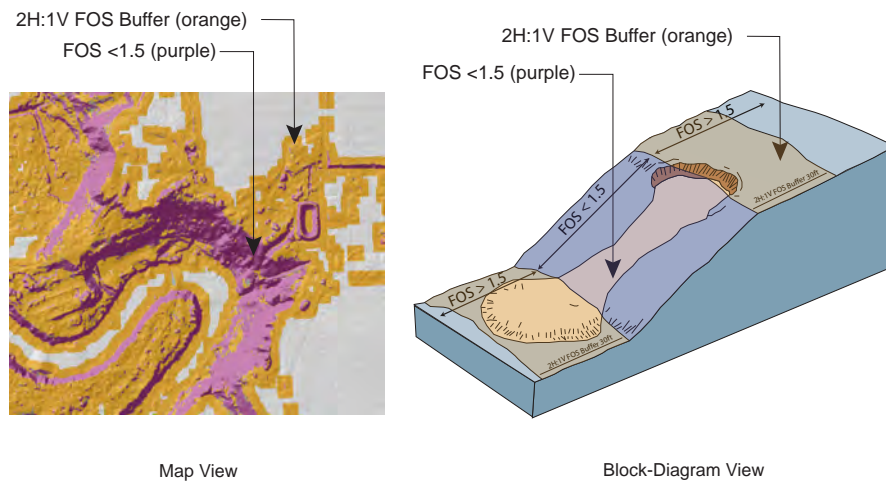 2H:1V FOS Buffer (orange)
FOS <1.5 (purple)
2H:1V FOS Buffer (orange)
FOS <1.5 (purple)
FOS > 1.5
FOS < 1.5
2H:1V FOS Buffer 30ft
FOS > 1.5
2H:1V FOS Buffer 30ft
Map View
Block-Diagram View